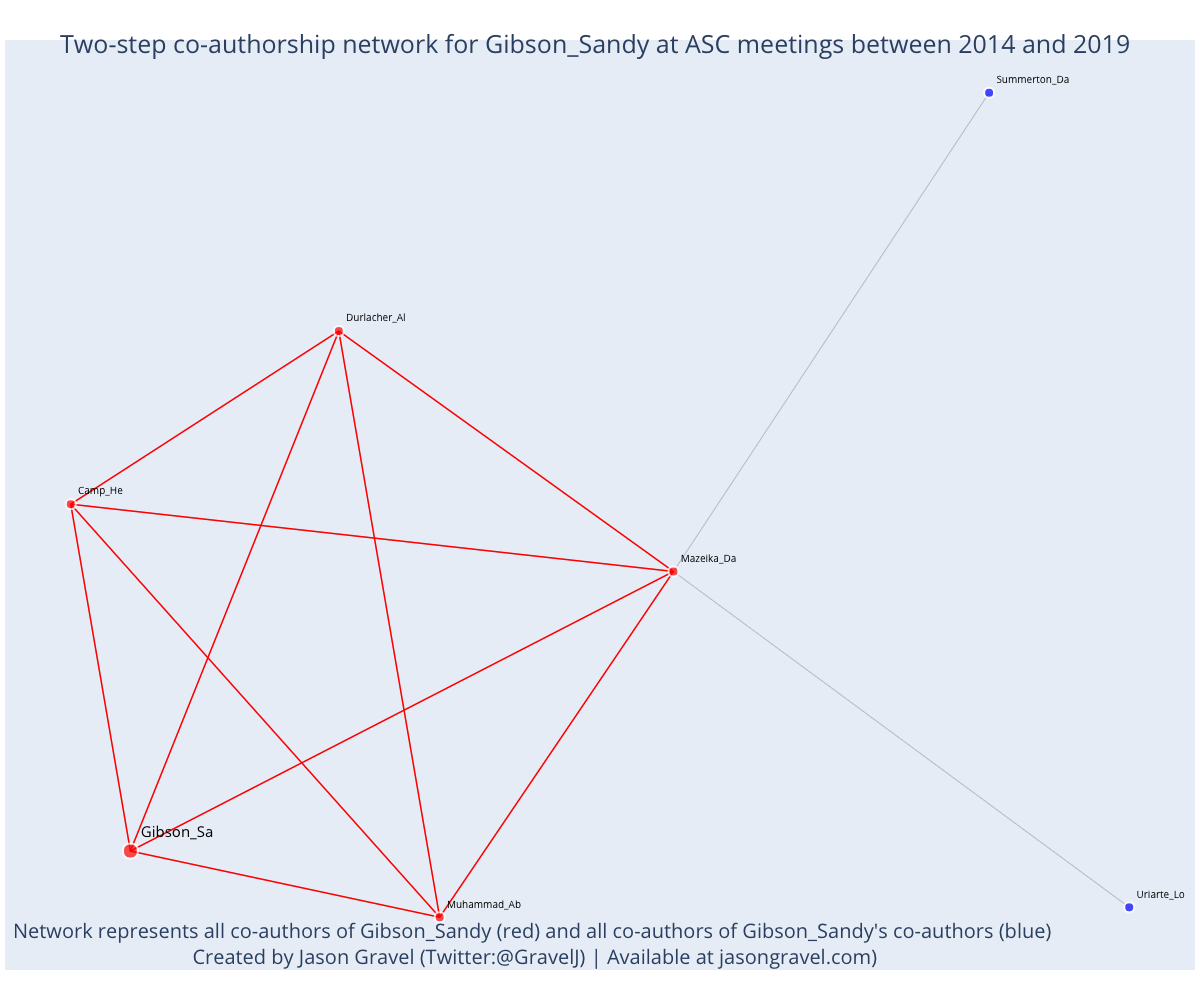 Two-step co-authorship network for Gibson_Sandy at ASC meetings between 2014 and 2019
Summerton_Da
Durlacher_Al
Camp_He
Mazeika_Da
Gibson_Sa
Uriarte_Lo
Muhammad_Ab
Network represents all co-authors of Gibson_Sandy (red) and all co-authors of Gibson_Sandy's co-authors (blue)
Created by Jason Gravel (Twitter:@GravelJ) | Available at jasongravel.com)